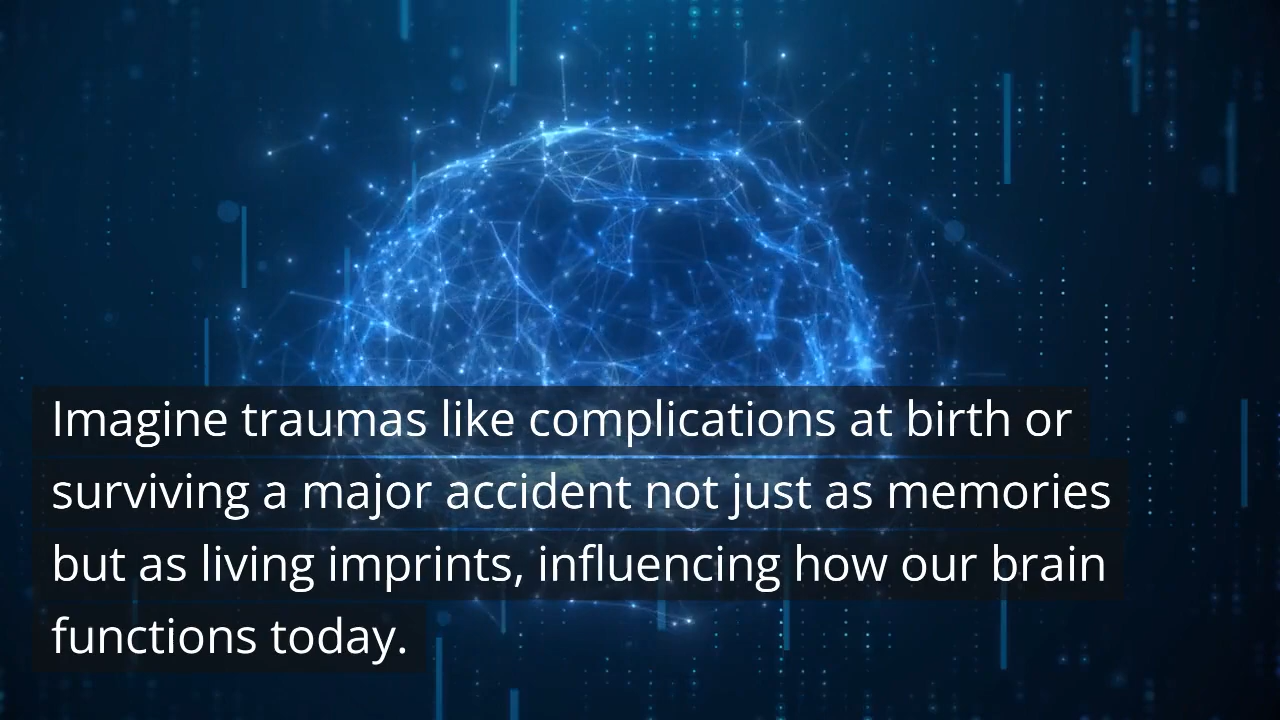 Imagine traumas like complications at birth or
surviving a major accident not just as memories
but as living imprints, influencing how our brain
functions today.